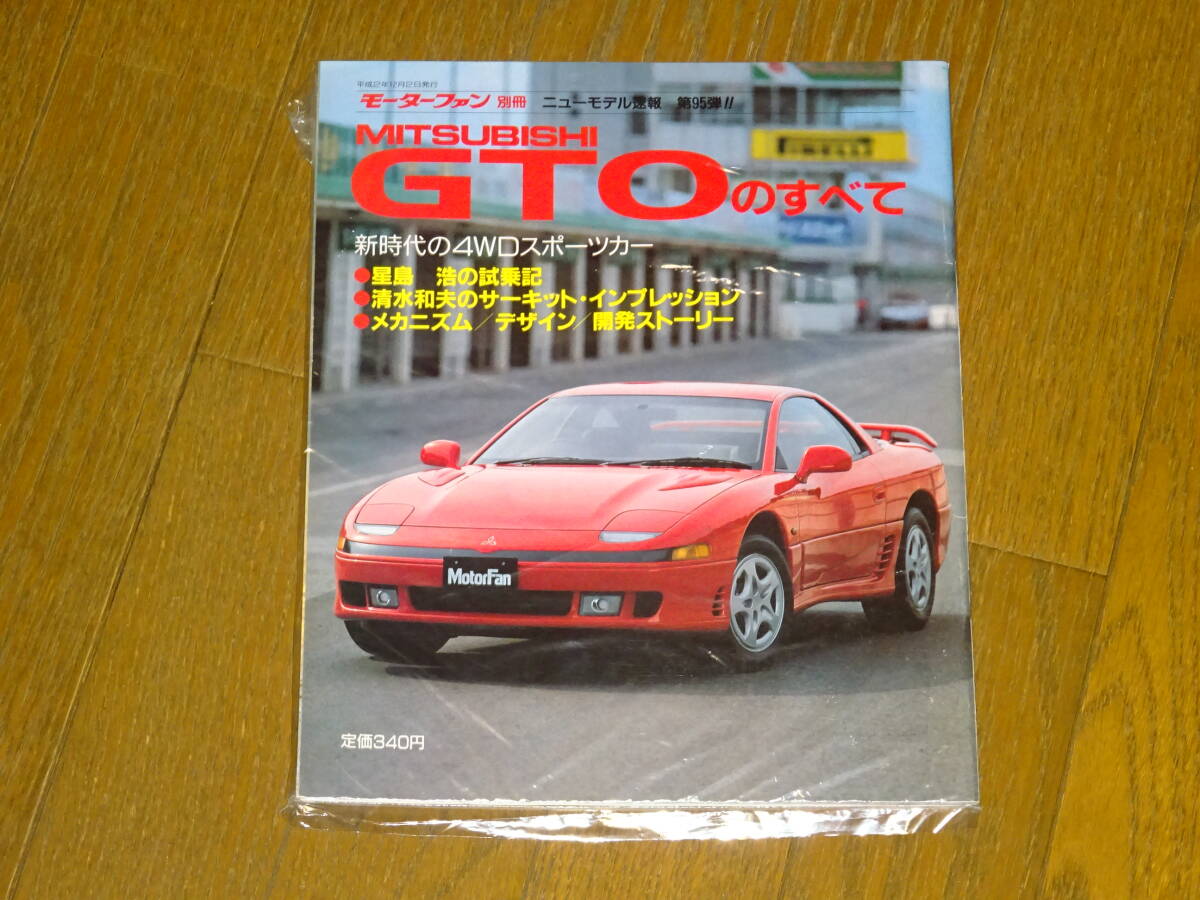 平成2年12月2日発行
モーターファン 別冊 ニューモデル速報 第95弾!!
MITSUBISHI
GTOのすべて
PIRELLI
新時代の4WDスポーツカー
●星島 浩の試乗記
●清水和夫のサーキット・インプレッション
●メカニズム/デザイン/開発ストーリー
MotorFan
定価340円